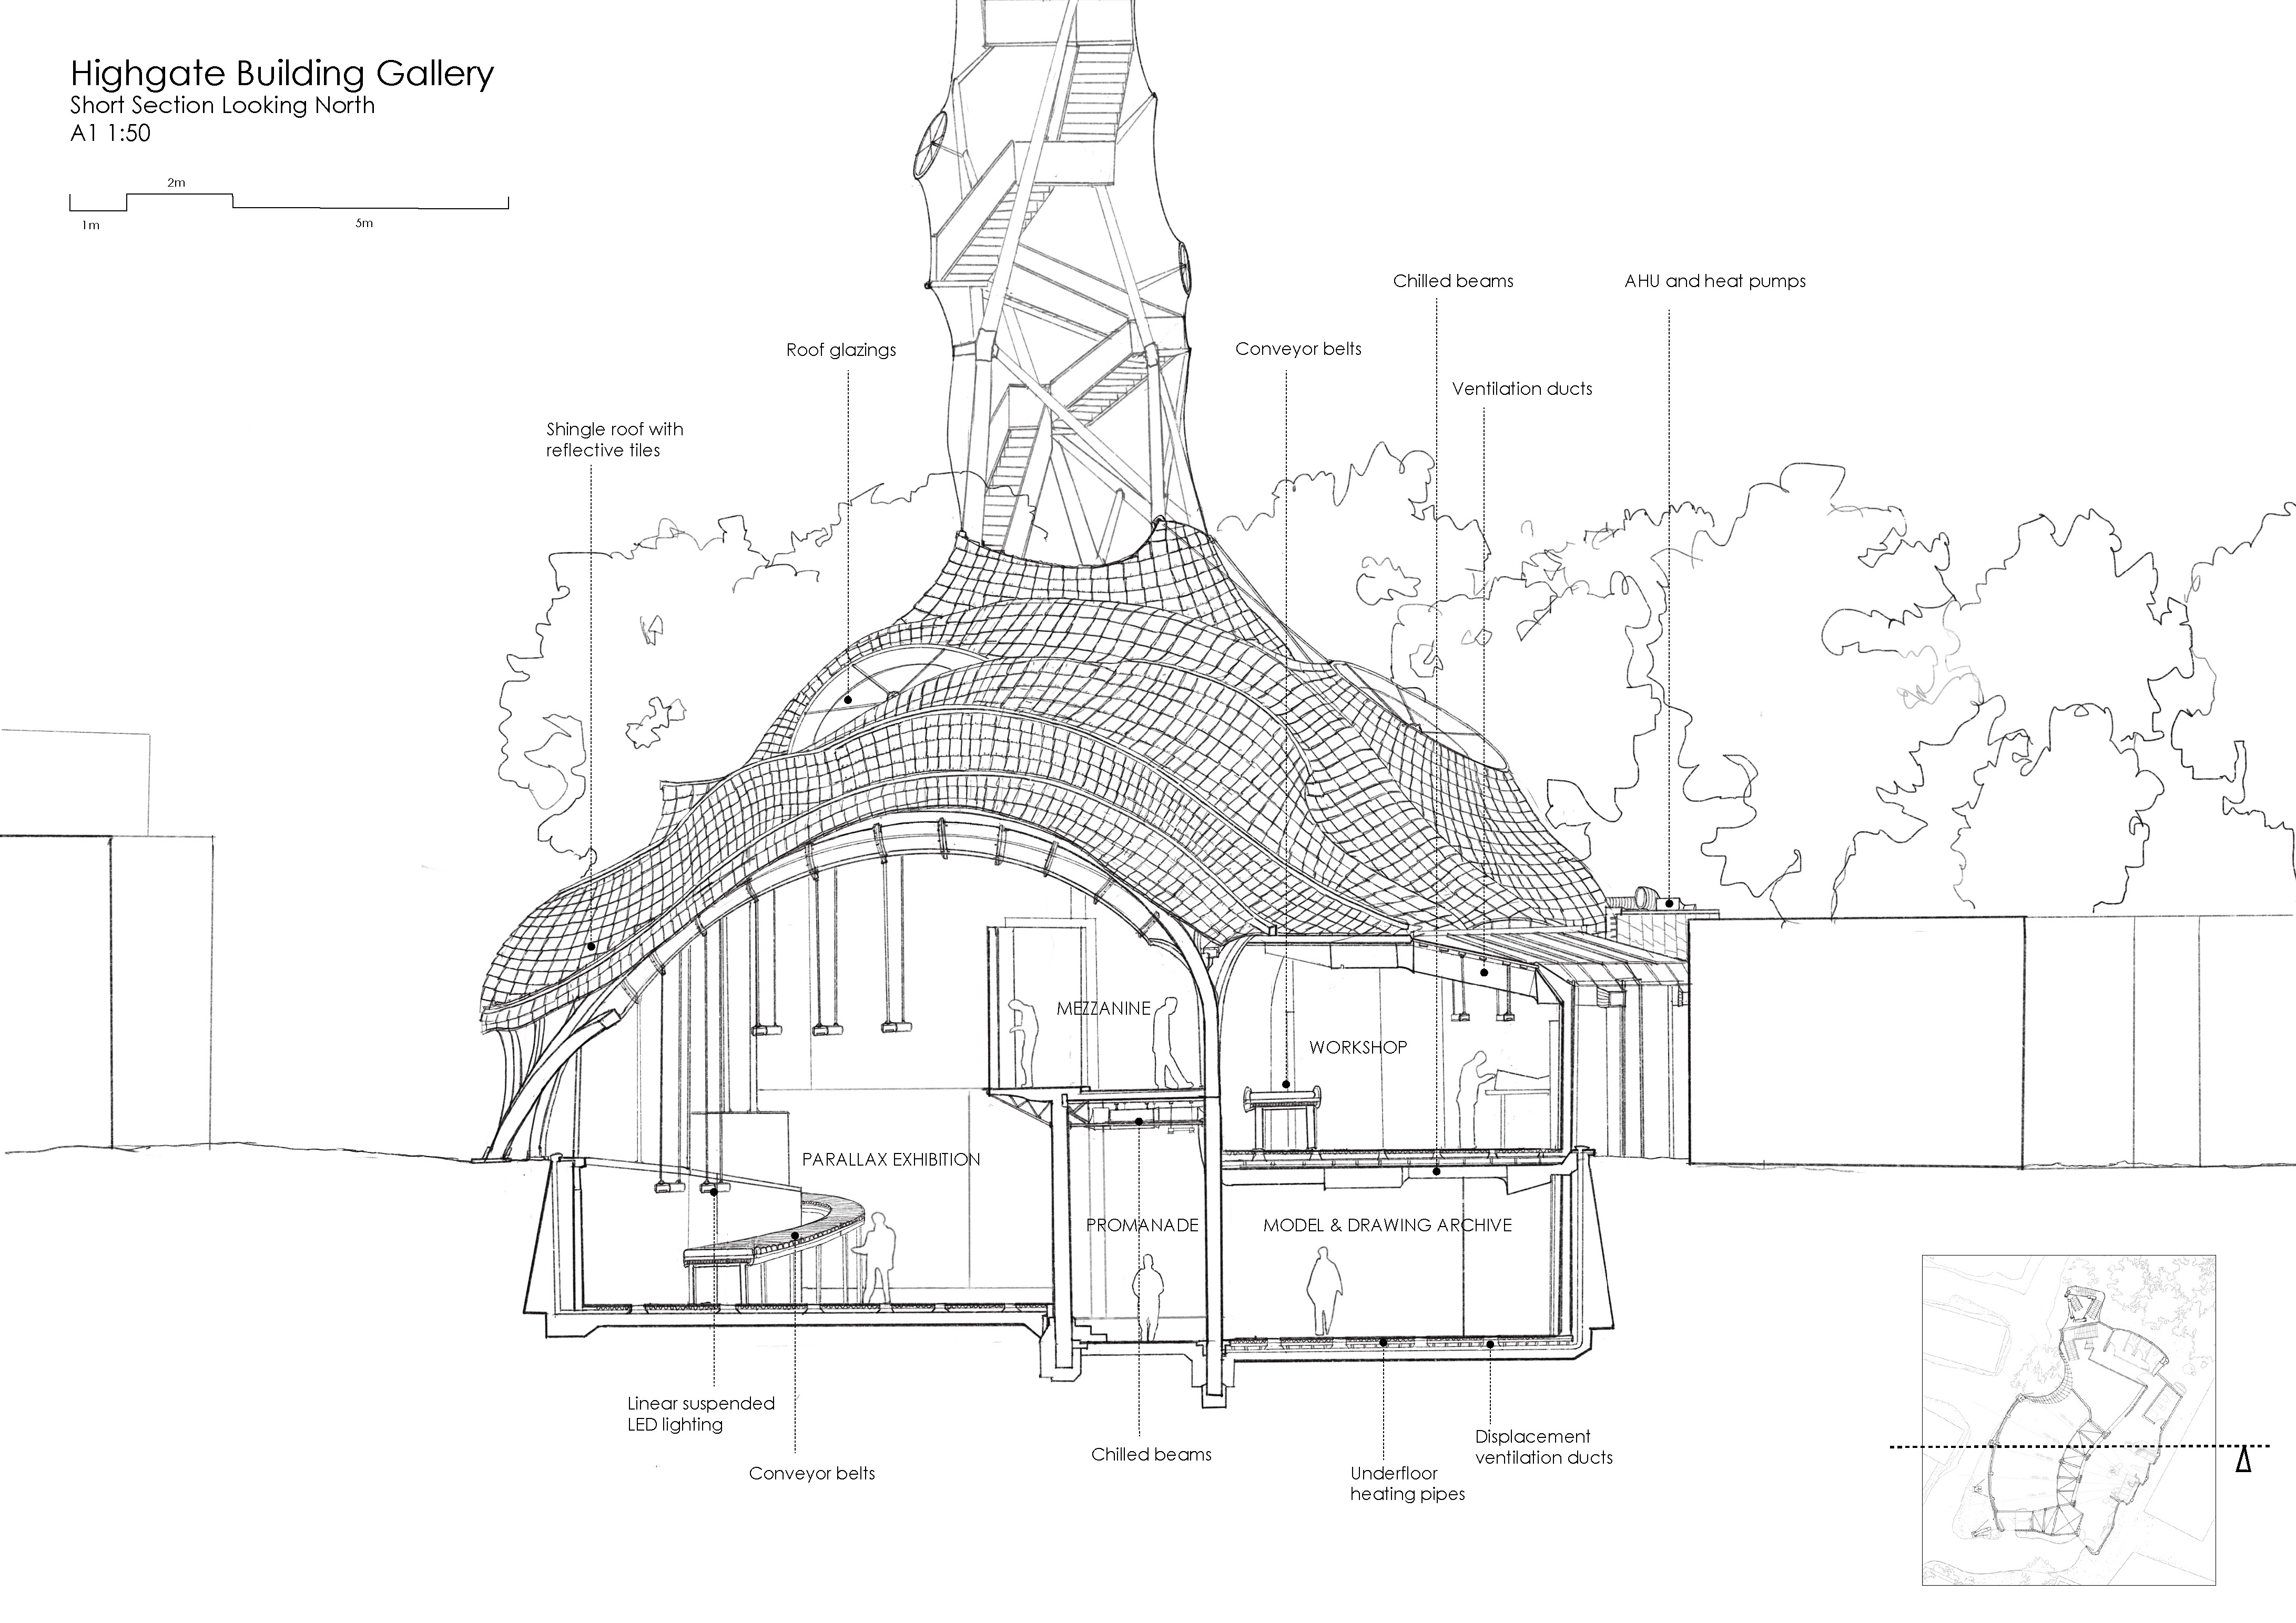 Highgate Building Gallery
Short Section Looking North
A1 1:50
2m
1m
5m
Chilled beams
AHU and heat pumps
Roof glazings
Conveyor belts
Ventilation ducts
Shingle roof with
reflective tiles
MEZZANINE
WORKSHOP
PARALLAX EXHIBITION
PROMANADE
MODEL & DRAWING ARCHIVE
Linear suspended
LED lighting
Conveyor belts
Chilled beams
Underfloor
heating pipes
Displacement
ventilation ducts